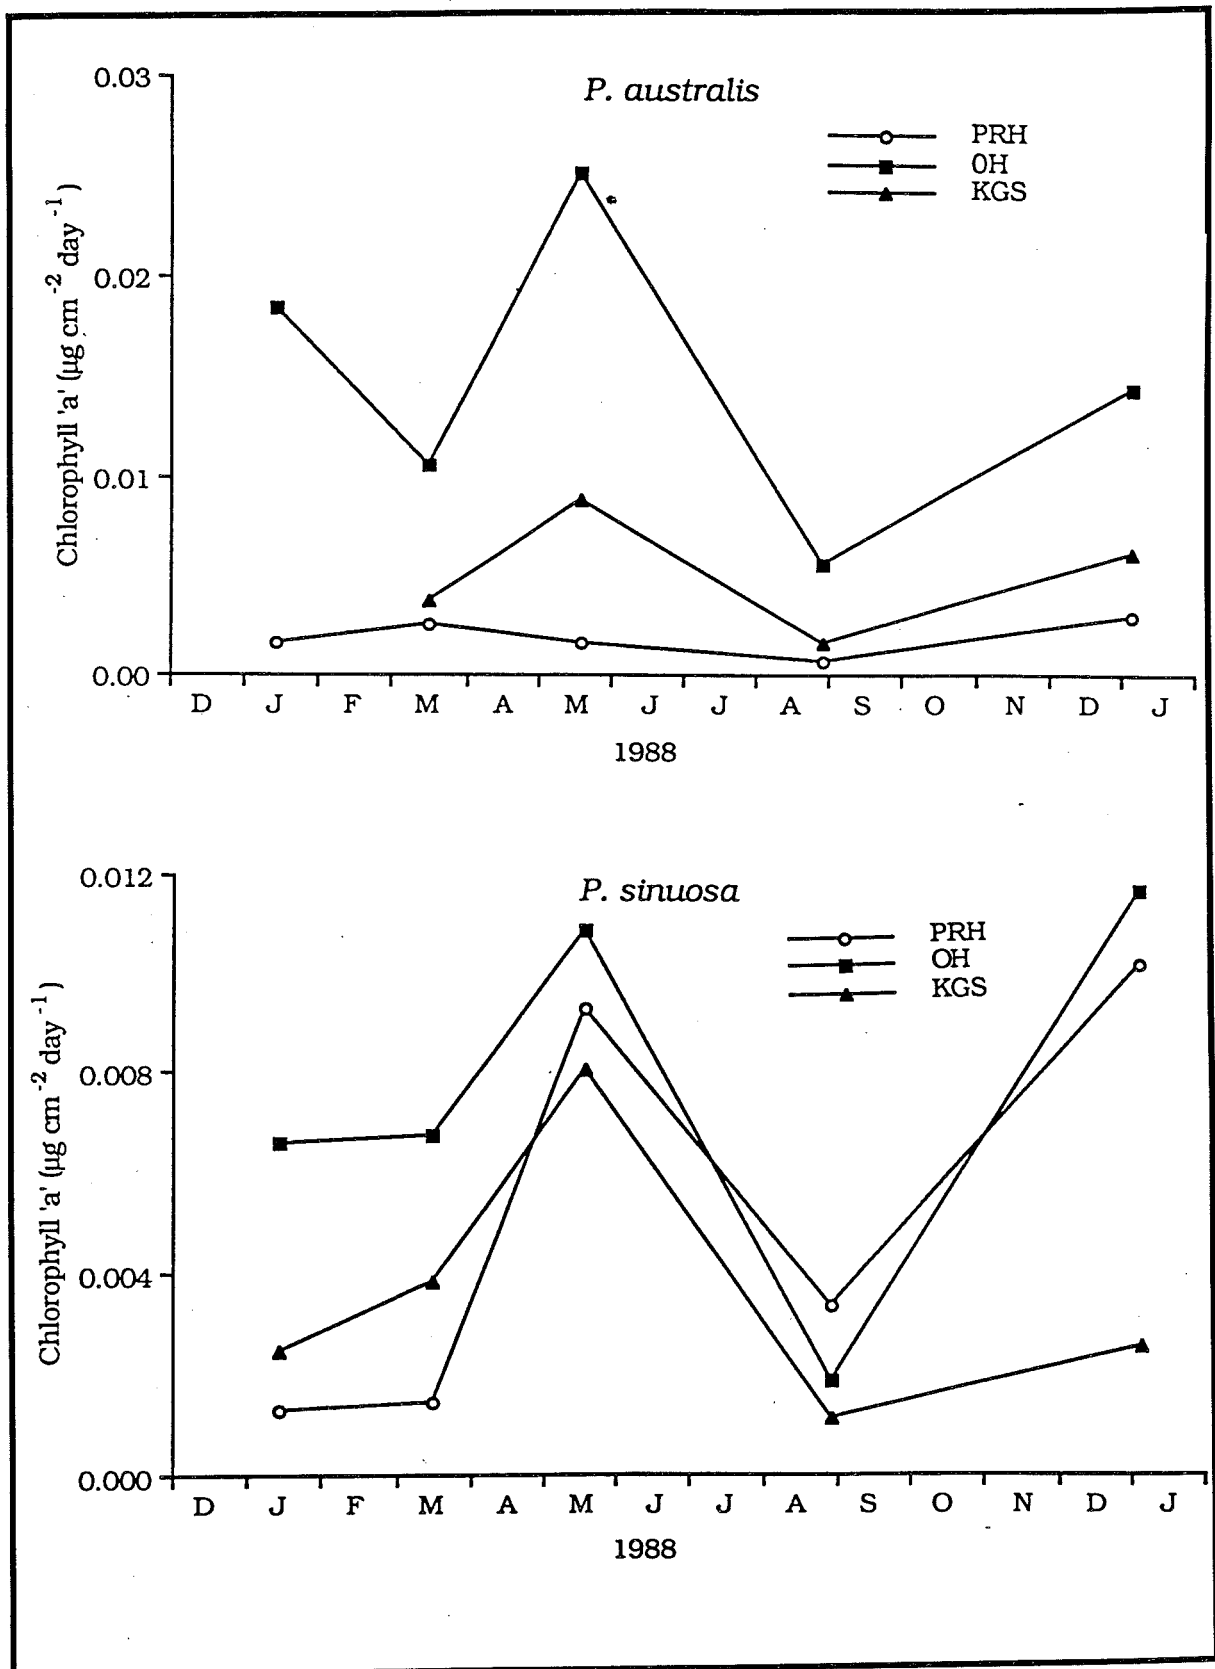 P. australis
0.03
0.02
0.01
0.00
Chlorophyll 'a' (µg cm⁻² day⁻¹)
PRH
OH
KGS
D J F M A M J J A S O N D J
1988
P. sinuosa
0.012
0.008
0.004
0.000
Chlorophyll 'a' (µg cm⁻² day⁻¹)
PRH
OH
KGS
D J F M A M J J A S O N D J
1988